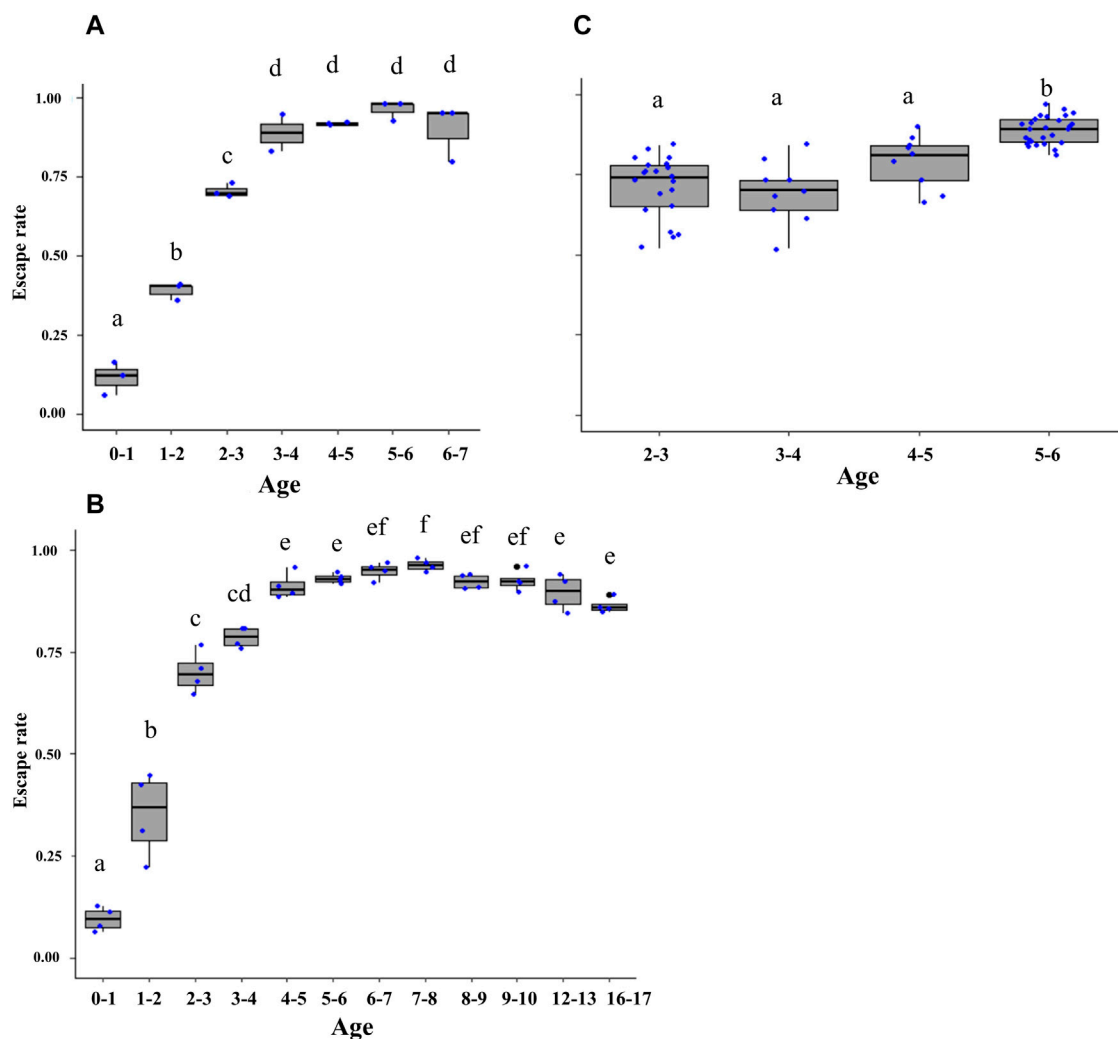 A
a
b
c
d
d
d
d
1.00
0.75
0.50
0.25
0.00
Escape rate
0-1 1-2 2-3 3-4 4-5 5-6 6-7
Age
C
a
a
a
b
2-3 3-4 4-5 5-6
Age
B
a
b
c
cd
e
e
ef
f
ef
ef
e
e
1.00
0.75
0.50
0.25
0.00
Escape rate
0-1 1-2 2-3 3-4 4-5 5-6 6-7 7-8 8-9 9-10 12-13 16-17
Age